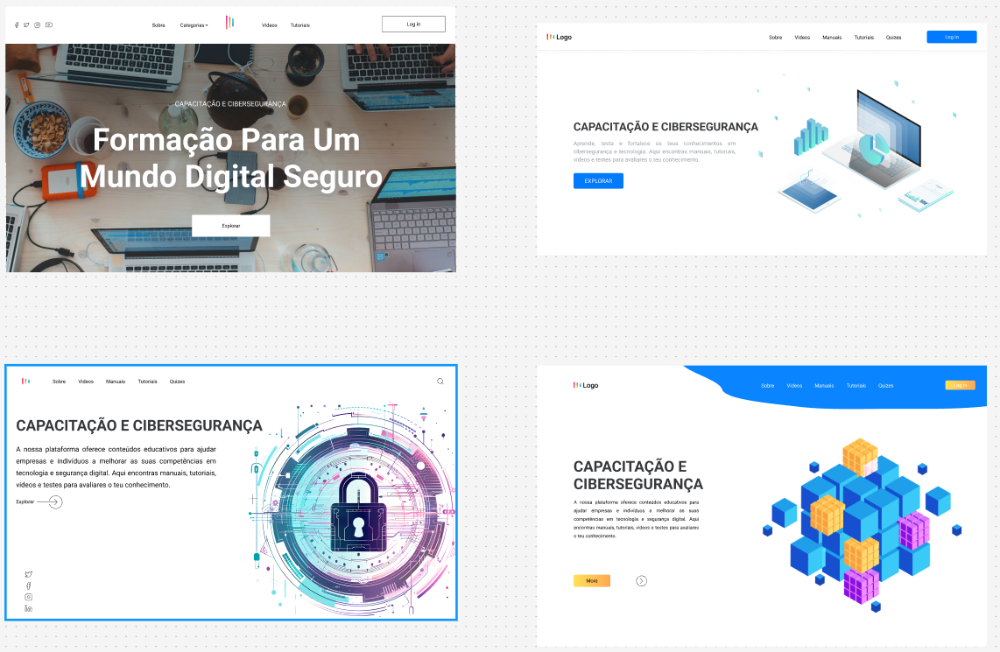 Sobre
Categorias
Videos
Tutoriais
Log in
CAPACITAÇÃO E CIBERSEGURANÇA
Formação Para Um
Mundo Digital Seguro
Explorar
Logo
Sobre
Videos
Manuais
Tutoriais
Quizes
Log in
CAPACITAÇÃO E CIBERSEGURANÇA
Aprende, testa e fortalece os teus conhecimentos em
cibersegurança e tecnologia. Aqui encontras manuais, tutoriais,
vídeos e testes para avaliares o teu conhecimento.
EXPLORAR
Sobre
Videos
Manuais
Tutoriais
Quizes
CAPACITAÇÃO E CIBERSEGURANÇA
A nossa plataforma oferece conteúdos educativos para ajudar
empresas e indivíduos a melhorar as suas competências em
tecnologia e segurança digital. Aqui encontras manuais, tutoriais,
vídeos e testes para avaliares o teu conhecimento.
Explorar
Logo
Sobre
Videos
Manuais
Tutoriais
Quizes
Log in
CAPACITAÇÃO E
CIBERSEGURANÇA
A nossa plataforma oferece conteúdos educativos para
ajudar empresas e indivíduos a melhorar as suas
competências em tecnologia e segurança digital. Aqui
encontras manuais, tutoriais, vídeos e testes para avaliares
o teu conhecimento.
More